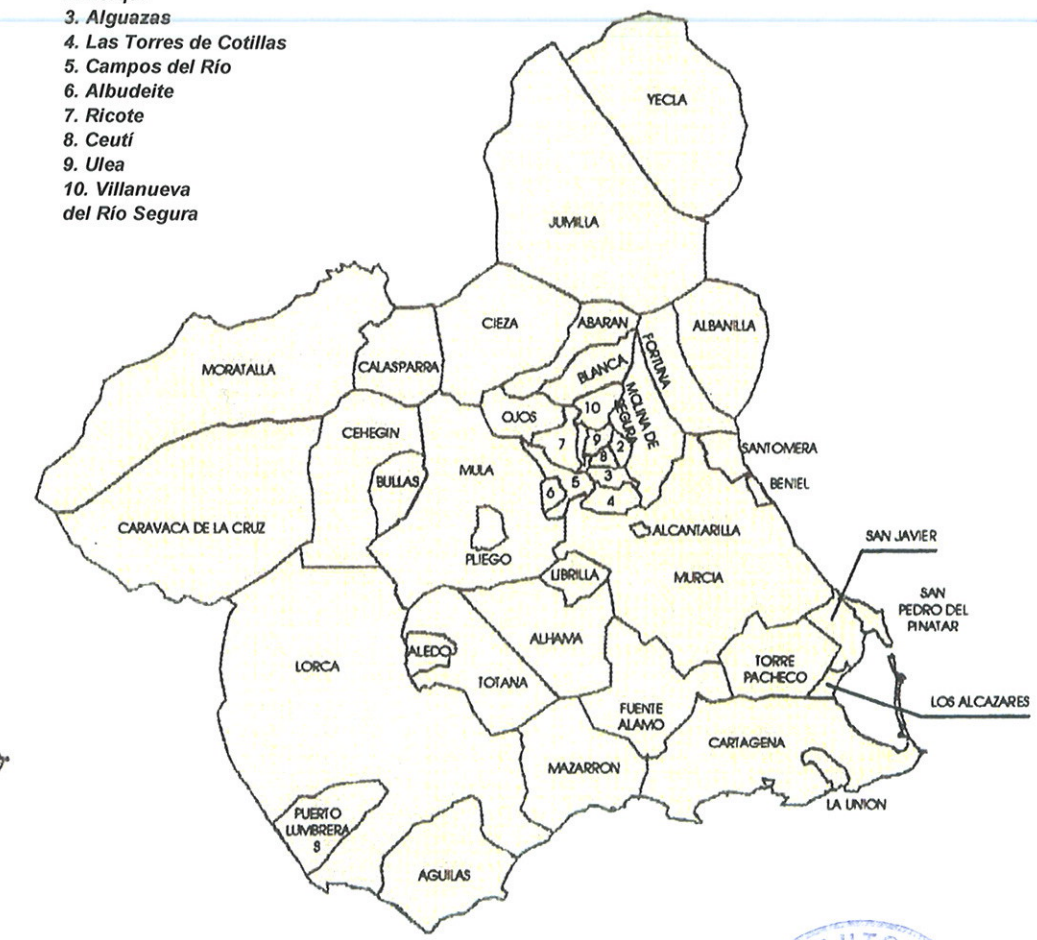 3. Alguazas
4. Las Torres de Cotillas
5. Campos del Río
6. Albudeite
7. Ricote
8. Ceutí
9. Ulea
10. Villanueva
del Río Segura
YECLA
JUMILLA
CIEZA
ABARAN
ALBANILLA
MORATALLA
CALASPARRA
BLANCA
FORTUNA
MOLINA DE
SEGURA
OJOS
10
CEHEGIN
7
9
2
SANTOMERA
MULA
8
BULLAS
3
BENIEL
5
6
4
CARAVACA DE LA CRUZ
ALCANTARILLA
SAN JAVIER
PLIEGO
LIBRILLA
MURCIA
SAN
PEDRO DEL
PINATAR
ALHAMA
ALEDO
LORCA
TORRE
PACHECO
TOTANA
LOS ALCAZARES
FUENTE
ALAMO
CARTAGENA
MAZARRON
LA UNION
PUERTO
LUMBRERA
S
AGUILAS